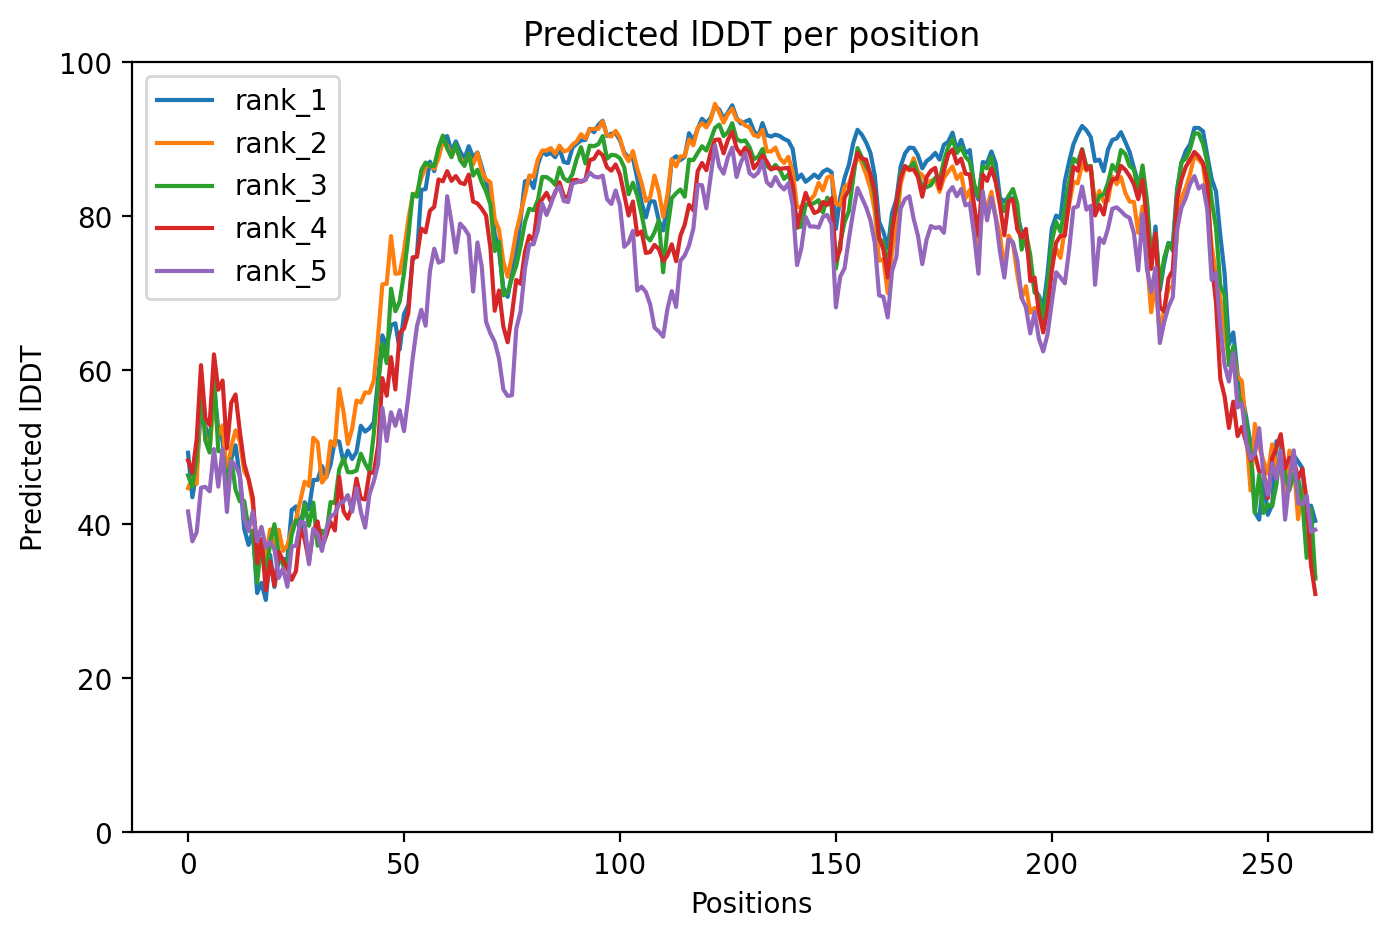 Predicted lDDT per position
Predicted lDDT
100
80
60
40
20
0
rank_1
rank_2
rank_3
rank_4
rank_5
0 50 100 150 200 250
Positions